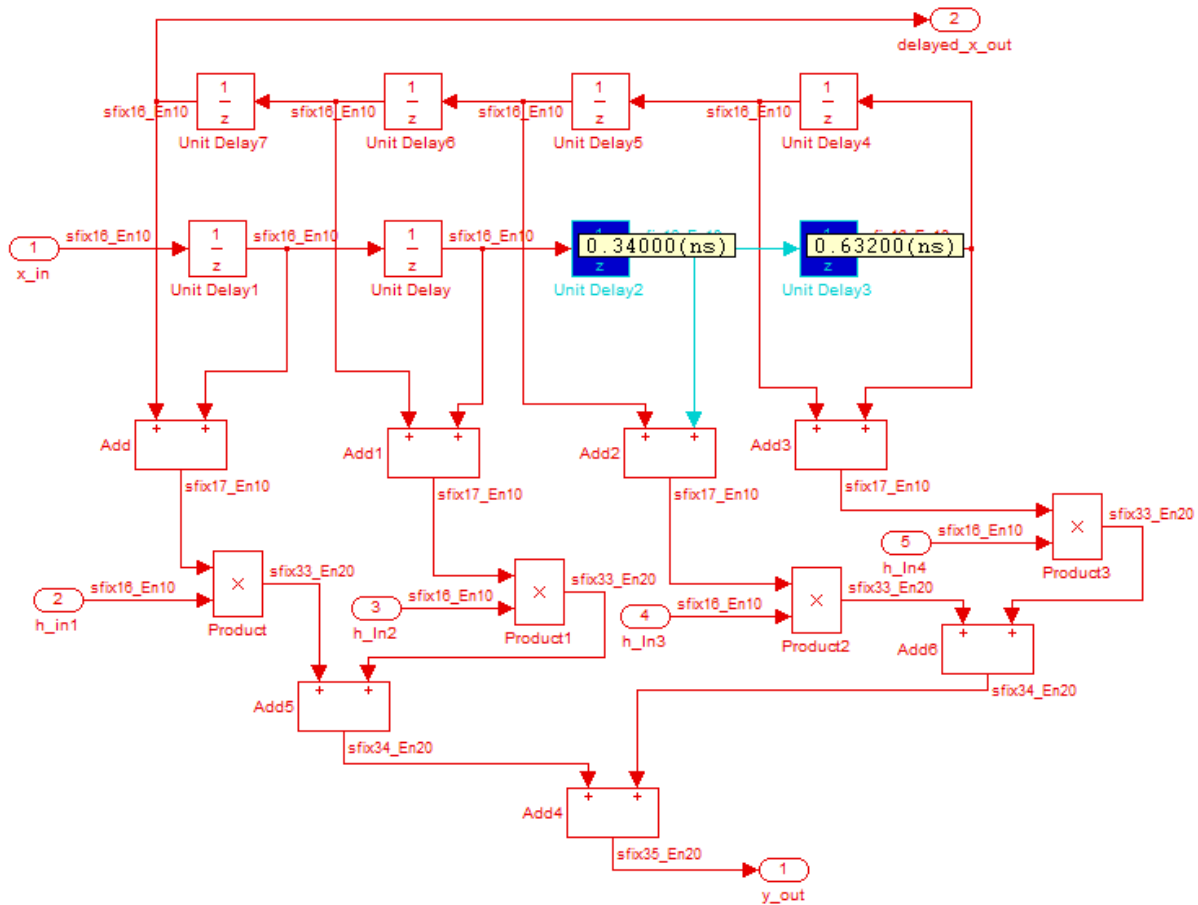 2
delayed_x_out
sfix16_En10
1
z
Unit Delay7
sfix16_En10
1
z
Unit Delay6
sfix16_En10
1
z
Unit Delay5
sfix16_En10
1
z
Unit Delay4
1
x_in
sfix16_En10
1
z
Unit Delay1
sfix16_En10
1
z
Unit Delay
sfix16_En10
0.34000(ns)
z
Unit Delay2
0.63200(ns)
z
Unit Delay3
+ +
Add
sfix17_En10
+ +
Add1
sfix17_En10
+ +
Add2
sfix17_En10
+ +
Add3
sfix17_En10
2
h_in1
sfix16_En10
×
Product
sfix33_En20
3
h_In2
sfix16_En10
×
Product1
sfix33_En20
4
h_In3
sfix16_En10
×
Product2
sfix33_En20
5
h_In4
sfix16_En10
×
Product3
sfix33_En20
+ +
Add5
sfix34_En20
+ +
Add6
sfix34_En20
+ +
Add4
sfix35_En20
1
y_out